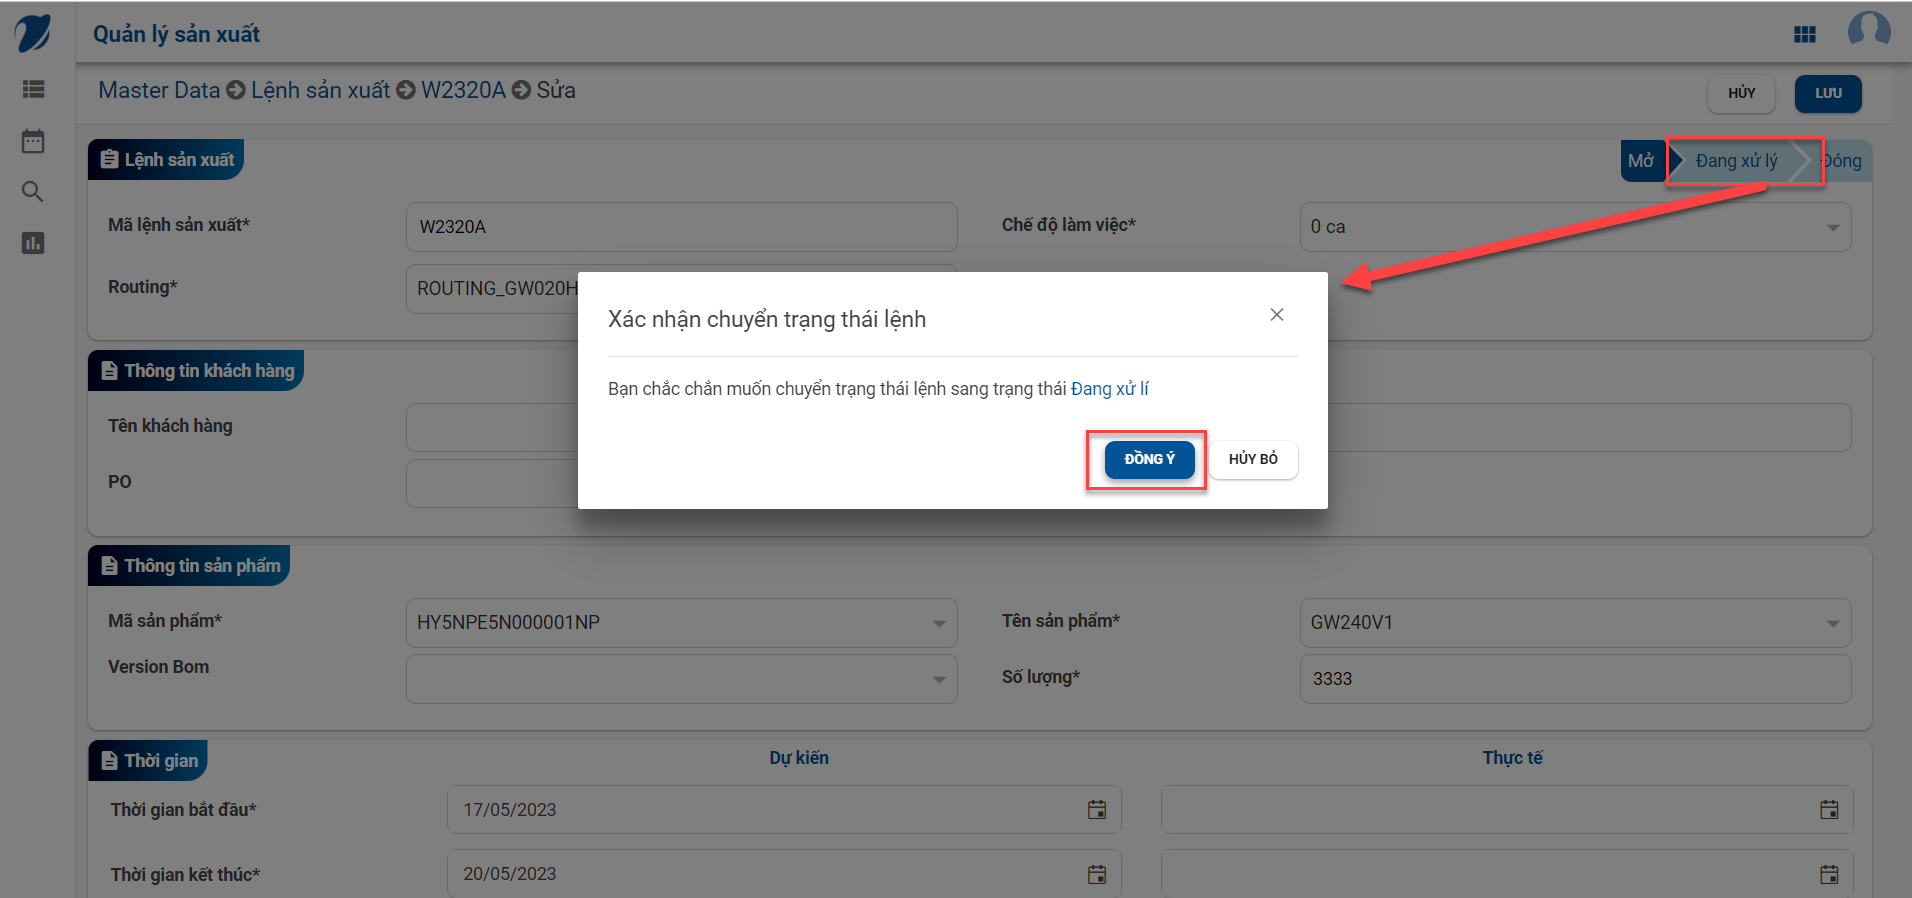 Quản lý sản xuất
Master Data Lệnh sản xuất W2320A Sửa
HỦY
LƯU
Lệnh sản xuất
Mở
Đang xử lý
Đóng
Mã lệnh sản xuất*
W2320A
Chế độ làm việc*
0 ca
Routing*
ROUTING_GW020H
Xác nhận chuyển trạng thái lệnh
Bạn chắc chắn muốn chuyển trạng thái lệnh sang trạng thái Đang xử lí
ĐỒNG Ý
HỦY BỎ
Thông tin khách hàng
Tên khách hàng
PO
Thông tin sản phẩm
Mã sản phẩm*
HY5NPE5N000001NP
Tên sản phẩm*
GW240V1
Version Bom
Số lượng*
3333
Thời gian
Dự kiến
Thực tế
Thời gian bắt đầu*
17/05/2023
Thời gian kết thúc*
20/05/2023